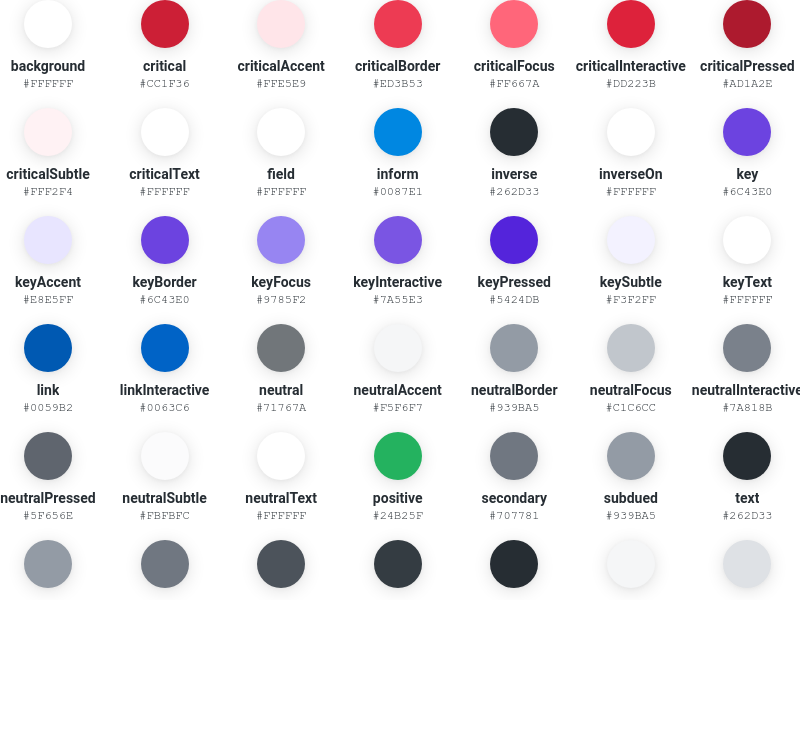 background critical criticalAccent criticalBorder criticalFocus criticalInteractive criticalPressed
#FFFFFF #CC1F36 #FFE5E9 #ED3B53 #FF667A #DD223B #AD1A2E
criticalSubtle criticalText field inform inverse inverseOn key
#FFF2F4 #FFFFFF #FFFFFF #0087E1 #262D33 #FFFFFF #6C43E0
keyAccent keyBorder keyFocus keyInteractive keyPressed keySubtle keyText
#E8E5FF #6C43E0 #9785F2 #7A55E3 #5424DB #F3F2FF #FFFFFF
link linkInteractive neutral neutralAccent neutralBorder neutralFocus neutralInteractive
#0059B2 #0063C6 #71767A #F5F6F7 #939BA5 #C1C6CC #7A818B
neutralPressed neutralSubtle neutralText positive secondary subdued text
#5F656E #FBFBFC #FFFFFF #24B25F #707781 #939BA5 #262D33